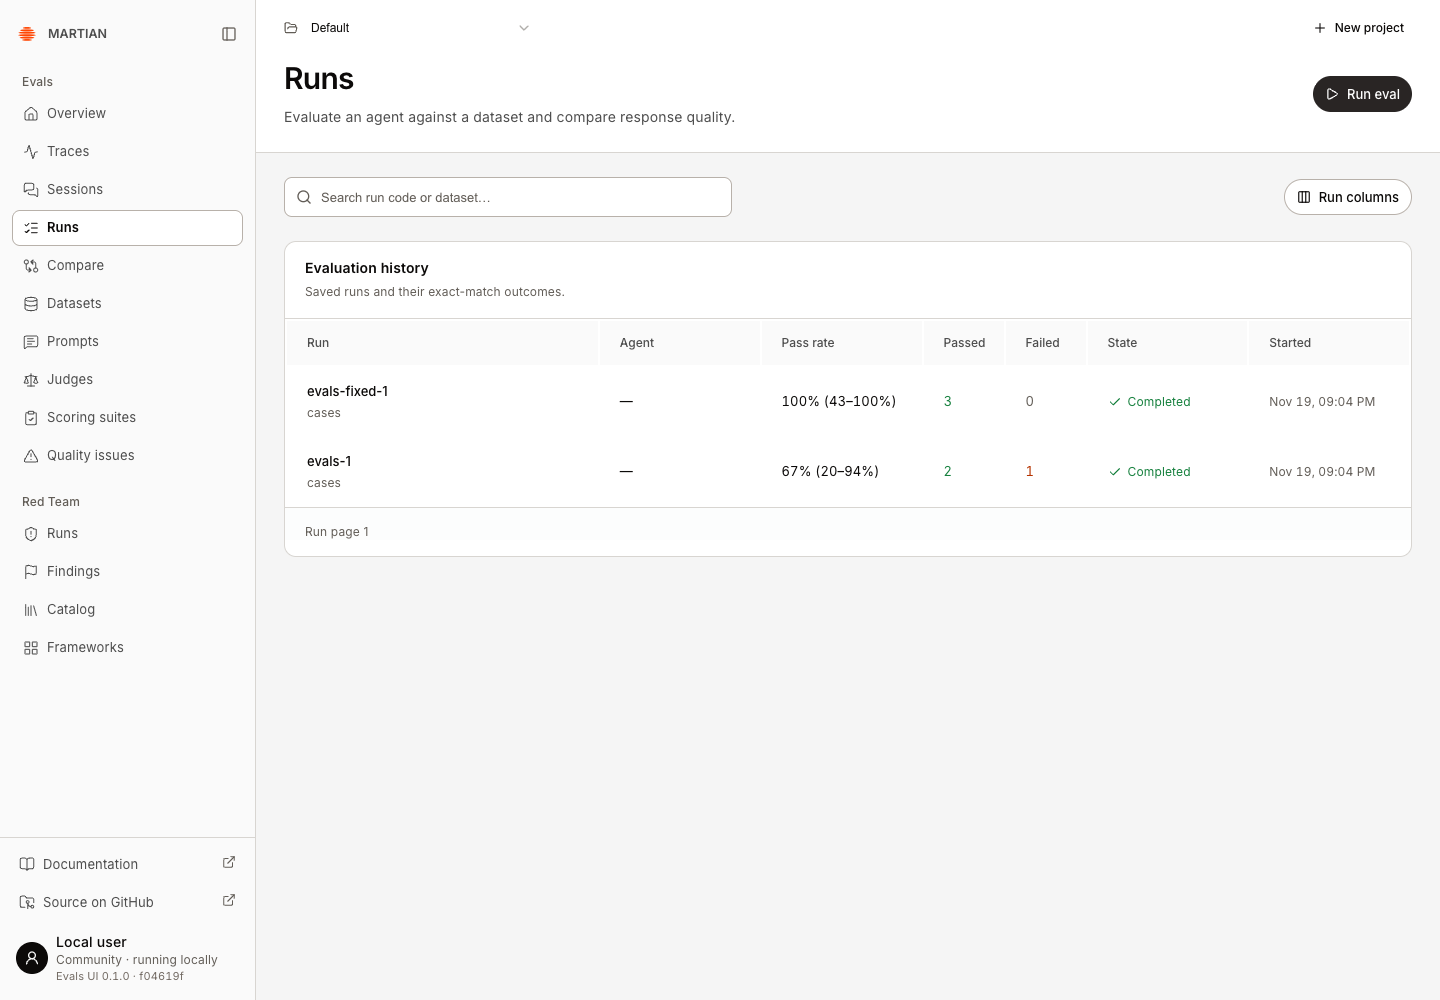 MARTIAN
Evals
Overview
Traces
Sessions
Runs
Compare
Datasets
Prompts
Judges
Scoring suites
Quality issues
Red Team
Runs
Findings
Catalog
Frameworks
Documentation
Source on GitHub
Local user
Community · running locally
Evals UI 0.1.0 · f04619f
Default
New project
Runs
Evaluate an agent against a dataset and compare response quality.
Run eval
Search run code or dataset...
Run columns
Evaluation history
Saved runs and their exact-match outcomes.
Run Agent Pass rate Passed Failed State Started
evals-fixed-1
cases
— 100% (43–100%) 3 0 Completed Nov 19, 09:04 PM
evals-1
cases
— 67% (20–94%) 2 1 Completed Nov 19, 09:04 PM
Run page 1